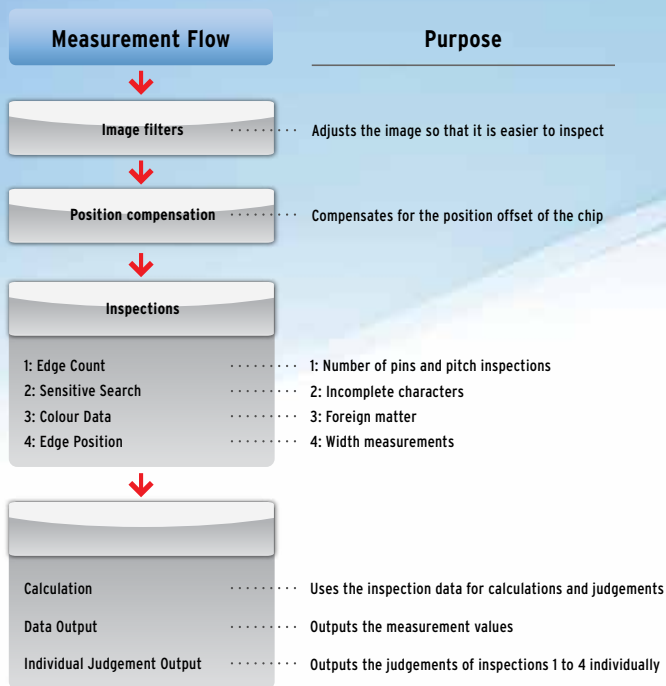 Measurement Flow
Purpose
Image filters ········· Adjusts the image so that it is easier to inspect
Position compensation ········· Compensates for the position offset of the chip
Inspections
1: Edge Count ········· 1: Number of pins and pitch inspections
2: Sensitive Search ········· 2: Incomplete characters
3: Colour Data ········· 3: Foreign matter
4: Edge Position ········· 4: Width measurements
Calculation ········· Uses the inspection data for calculations and judgements
Data Output ········· Outputs the measurement values
Individual Judgement Output ········· Outputs the judgements of inspections 1 to 4 individually